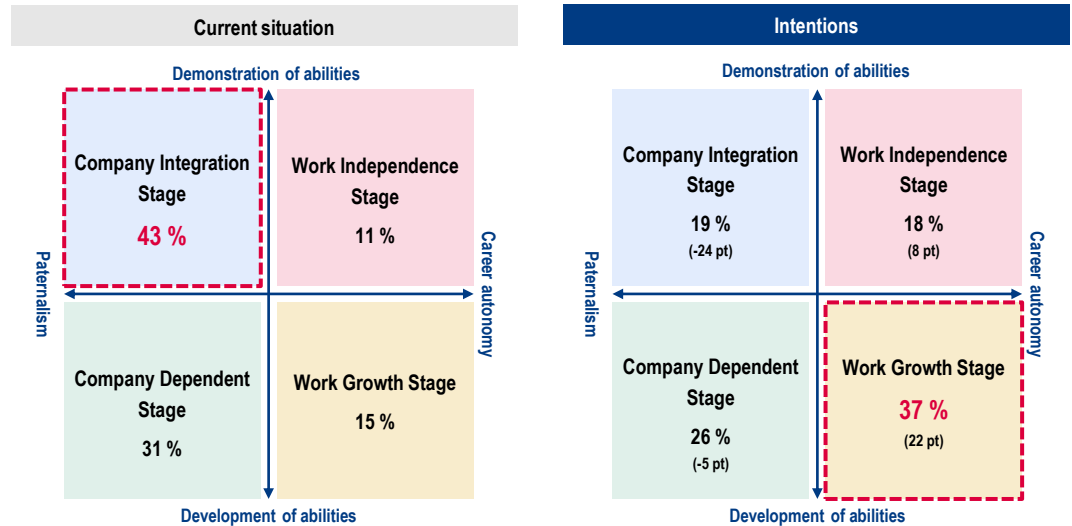 Current situation
Demonstration of abilities
Company Integration
Stage
43 %
Work Independence
Stage
11 %
Paternalism
Career autonomy
Company Dependent
Stage
31 %
Work Growth Stage
15 %
Development of abilities
Intentions
Demonstration of abilities
Company Integration
Stage
19 %
(-24 pt)
Work Independence
Stage
18 %
(8 pt)
Paternalism
Career autonomy
Company Dependent
Stage
26 %
(-5 pt)
Work Growth Stage
37 %
(22 pt)
Development of abilities